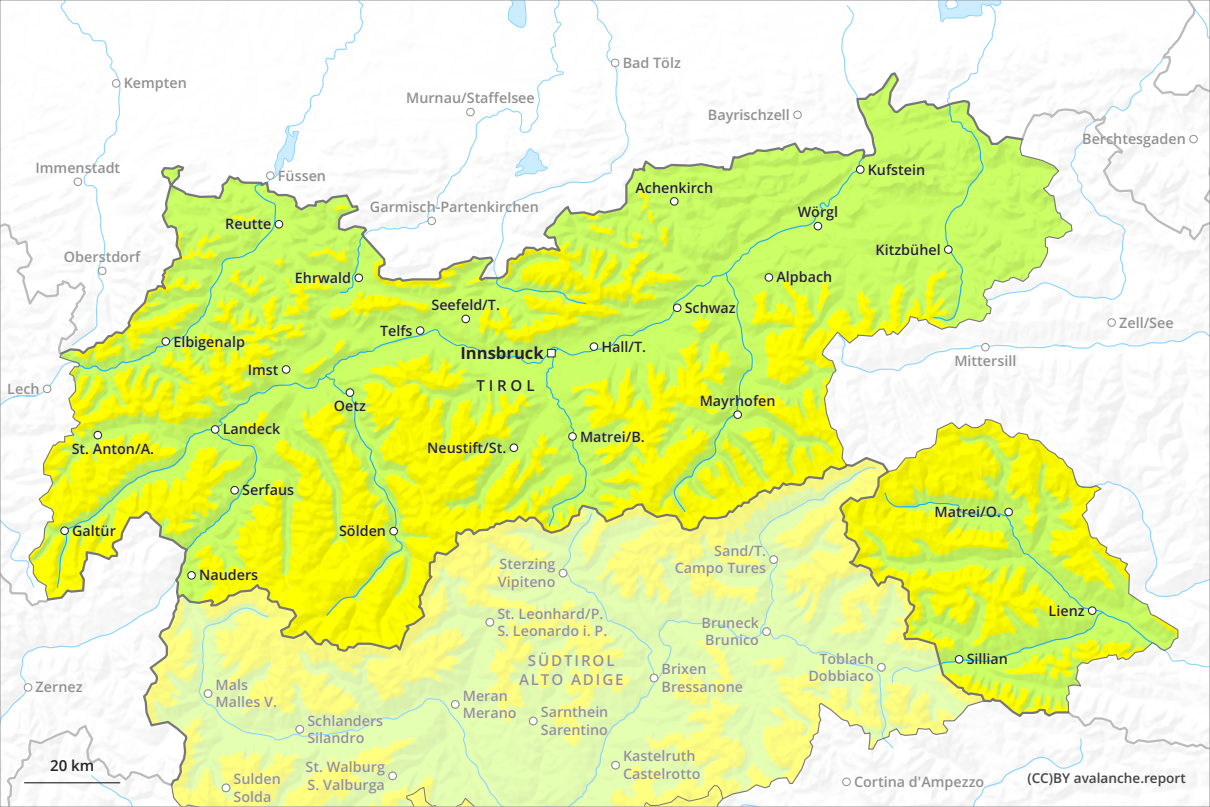 Kempten
Bad Tölz
Murnau/Staffelsee
Bayrischzell
Berchtesgaden
Immenstadt
Füssen
Kufstein
Achenkirch
Garmisch-Partenkirchen
Wörgl
Reutte
Oberstdorf
Kitzbühel
Ehrwald
Alpbach
Seefeld/T.
Schwaz
Zell/See
Telfs
Elbigenalp
Innsbruck
Hall/T.
Mittersill
Imst
TIROL
Lech
Oetz
Mayrhofen
Landeck
Matrei/B.
St. Anton/A.
Neustift/St.
Serfaus
Matrei/O.
Galtür
Sölden
Sterzing
Vipiteno
Sand/T.
Campo Tures
Nauders
Lienz
St. Leonhard/P.
S. Leonardo i. P.
Bruneck
Brunico
SÜDTIROL
ALTO ADIGE
Toblach
Dobbiaco
Sillian
Brixen
Bressanone
Zernez
Mals
Malles V.
Meran
Merano
Sarnthein
Sarentino
Schlanders
Silandro
Kastelruth
Castelrotto
St. Walburg
S. Valburga
Sulden
Solda
20 km
Cortina d'Ampezzo
(CC)BY avalanche.report